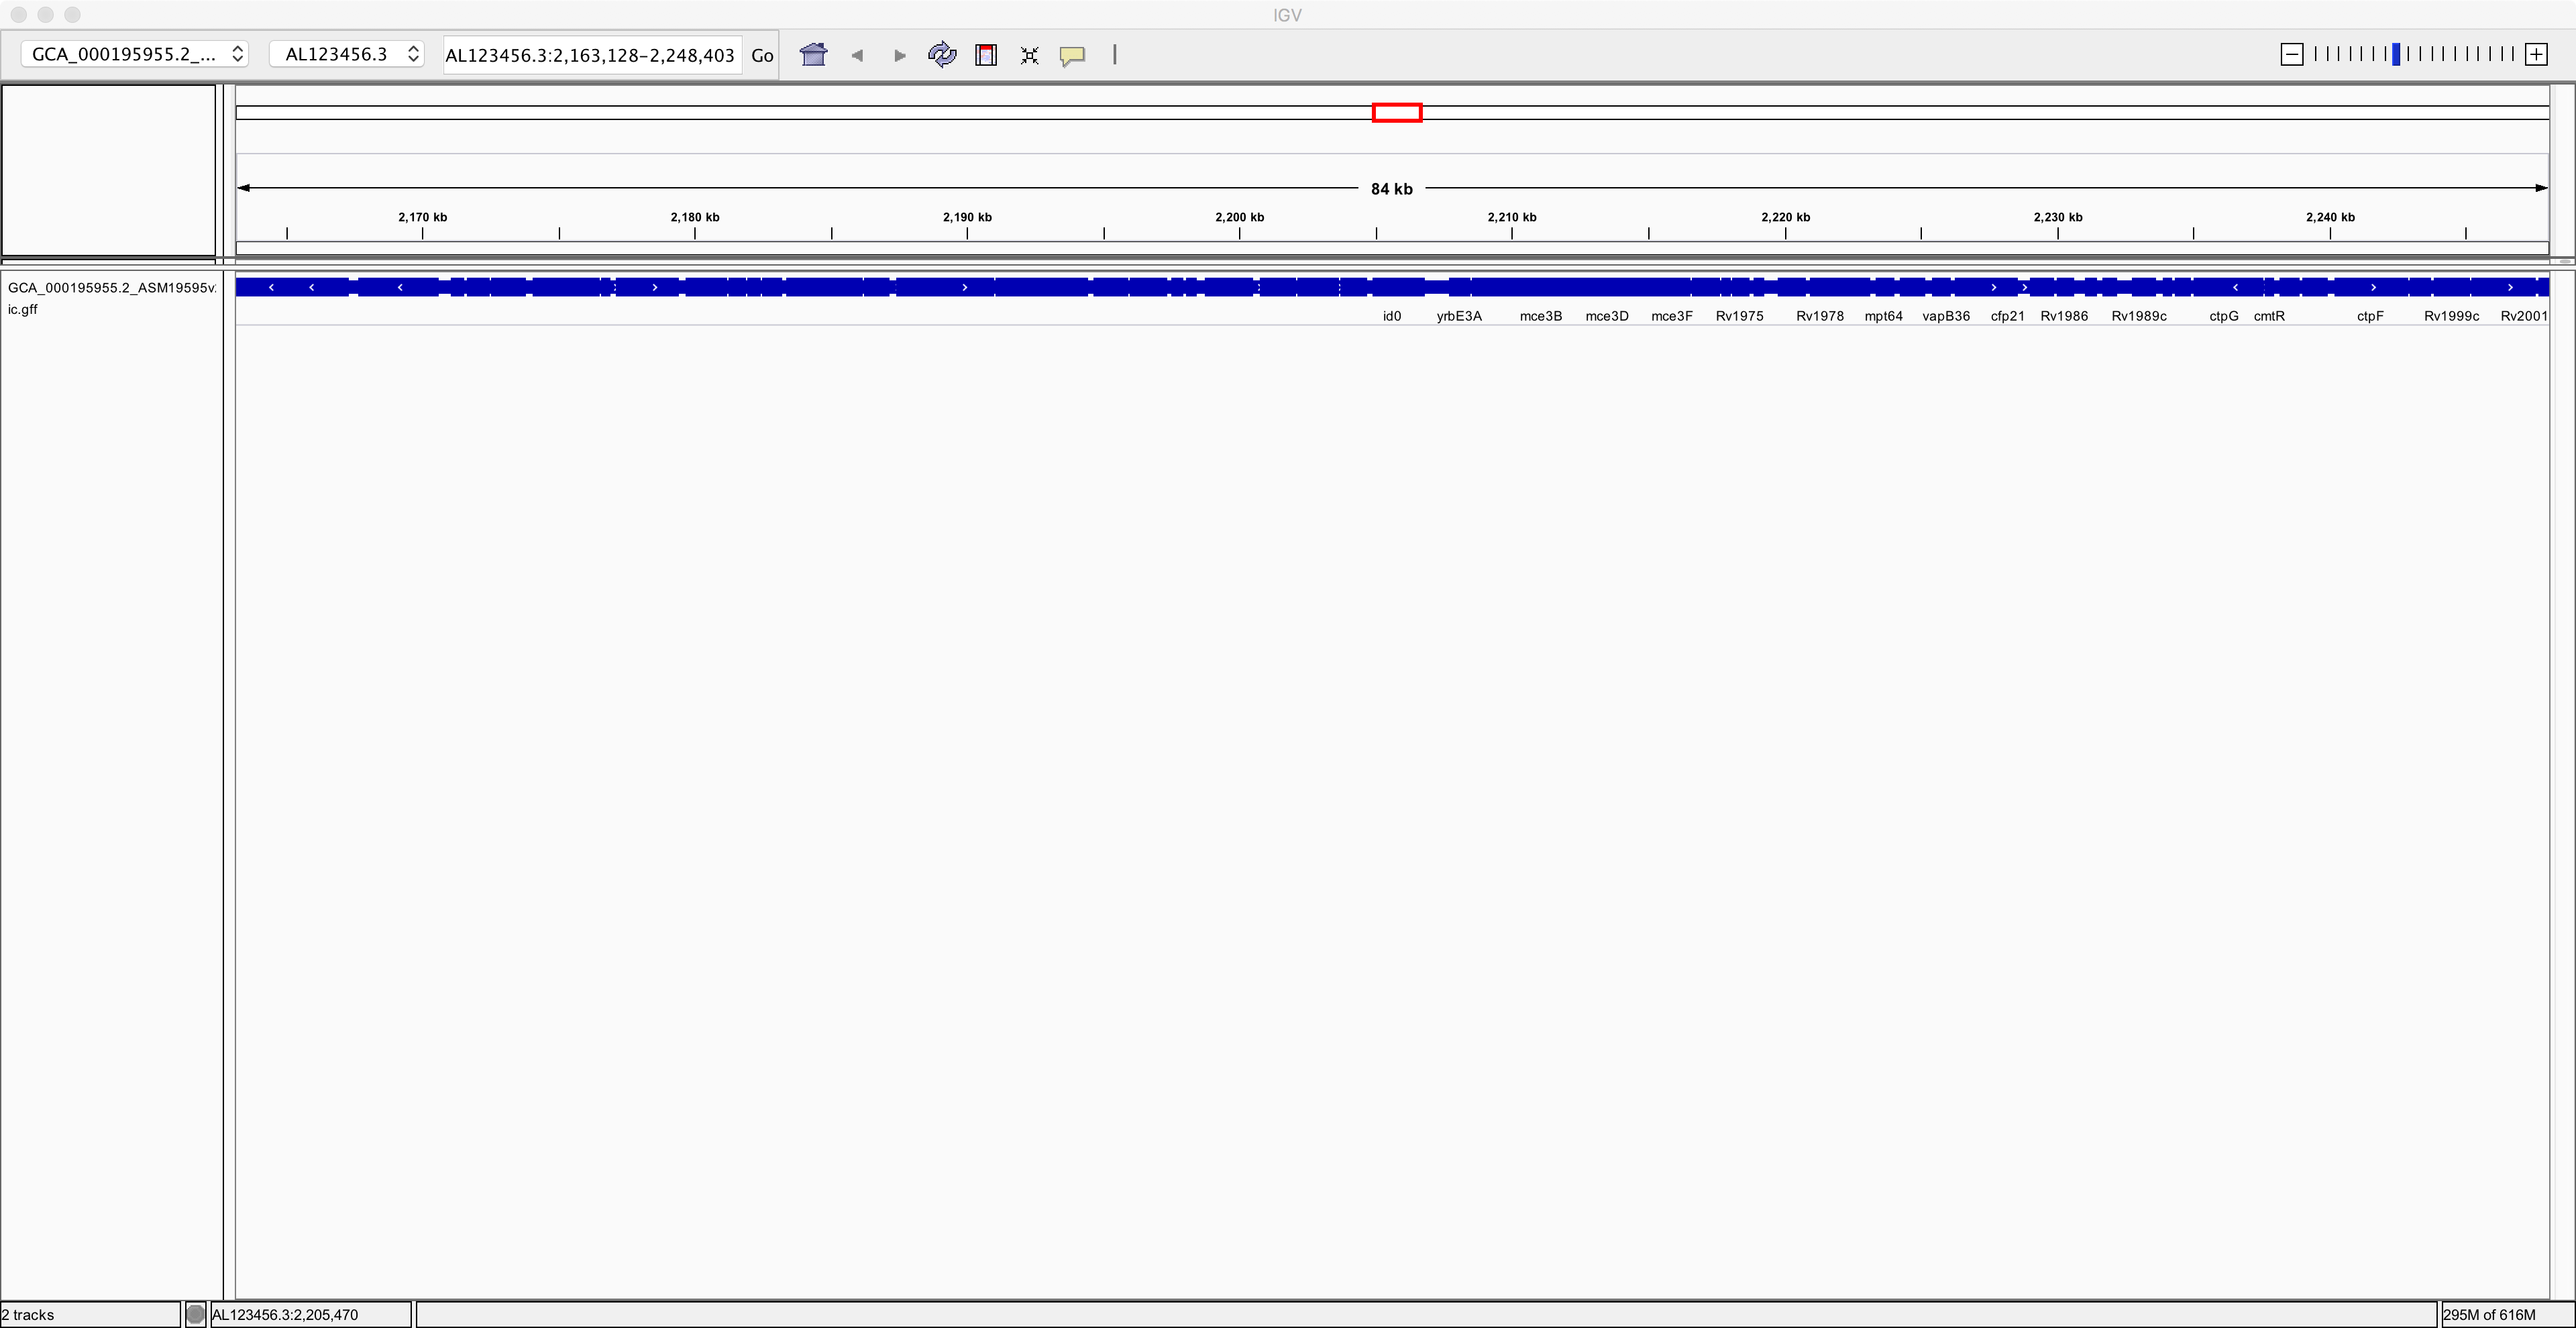 IGV
GCA_000195955.2_... AL123456.3 AL123456.3:2,163,128-2,248,403 Go
84 kb
2,170 kb 2,180 kb 2,190 kb 2,200 kb 2,210 kb 2,220 kb 2,230 kb 2,240 kb
GCA_000195955.2_ASM19595v
ic.gff
id0 yrbE3A mce3B mce3D mce3F Rv1975 Rv1978 mpt64 vapB36 cfp21 Rv1986 Rv1989c ctpG cmtR ctpF Rv1999c Rv2001
2 tracks AL123456.3:2,205,470 295M of 616M